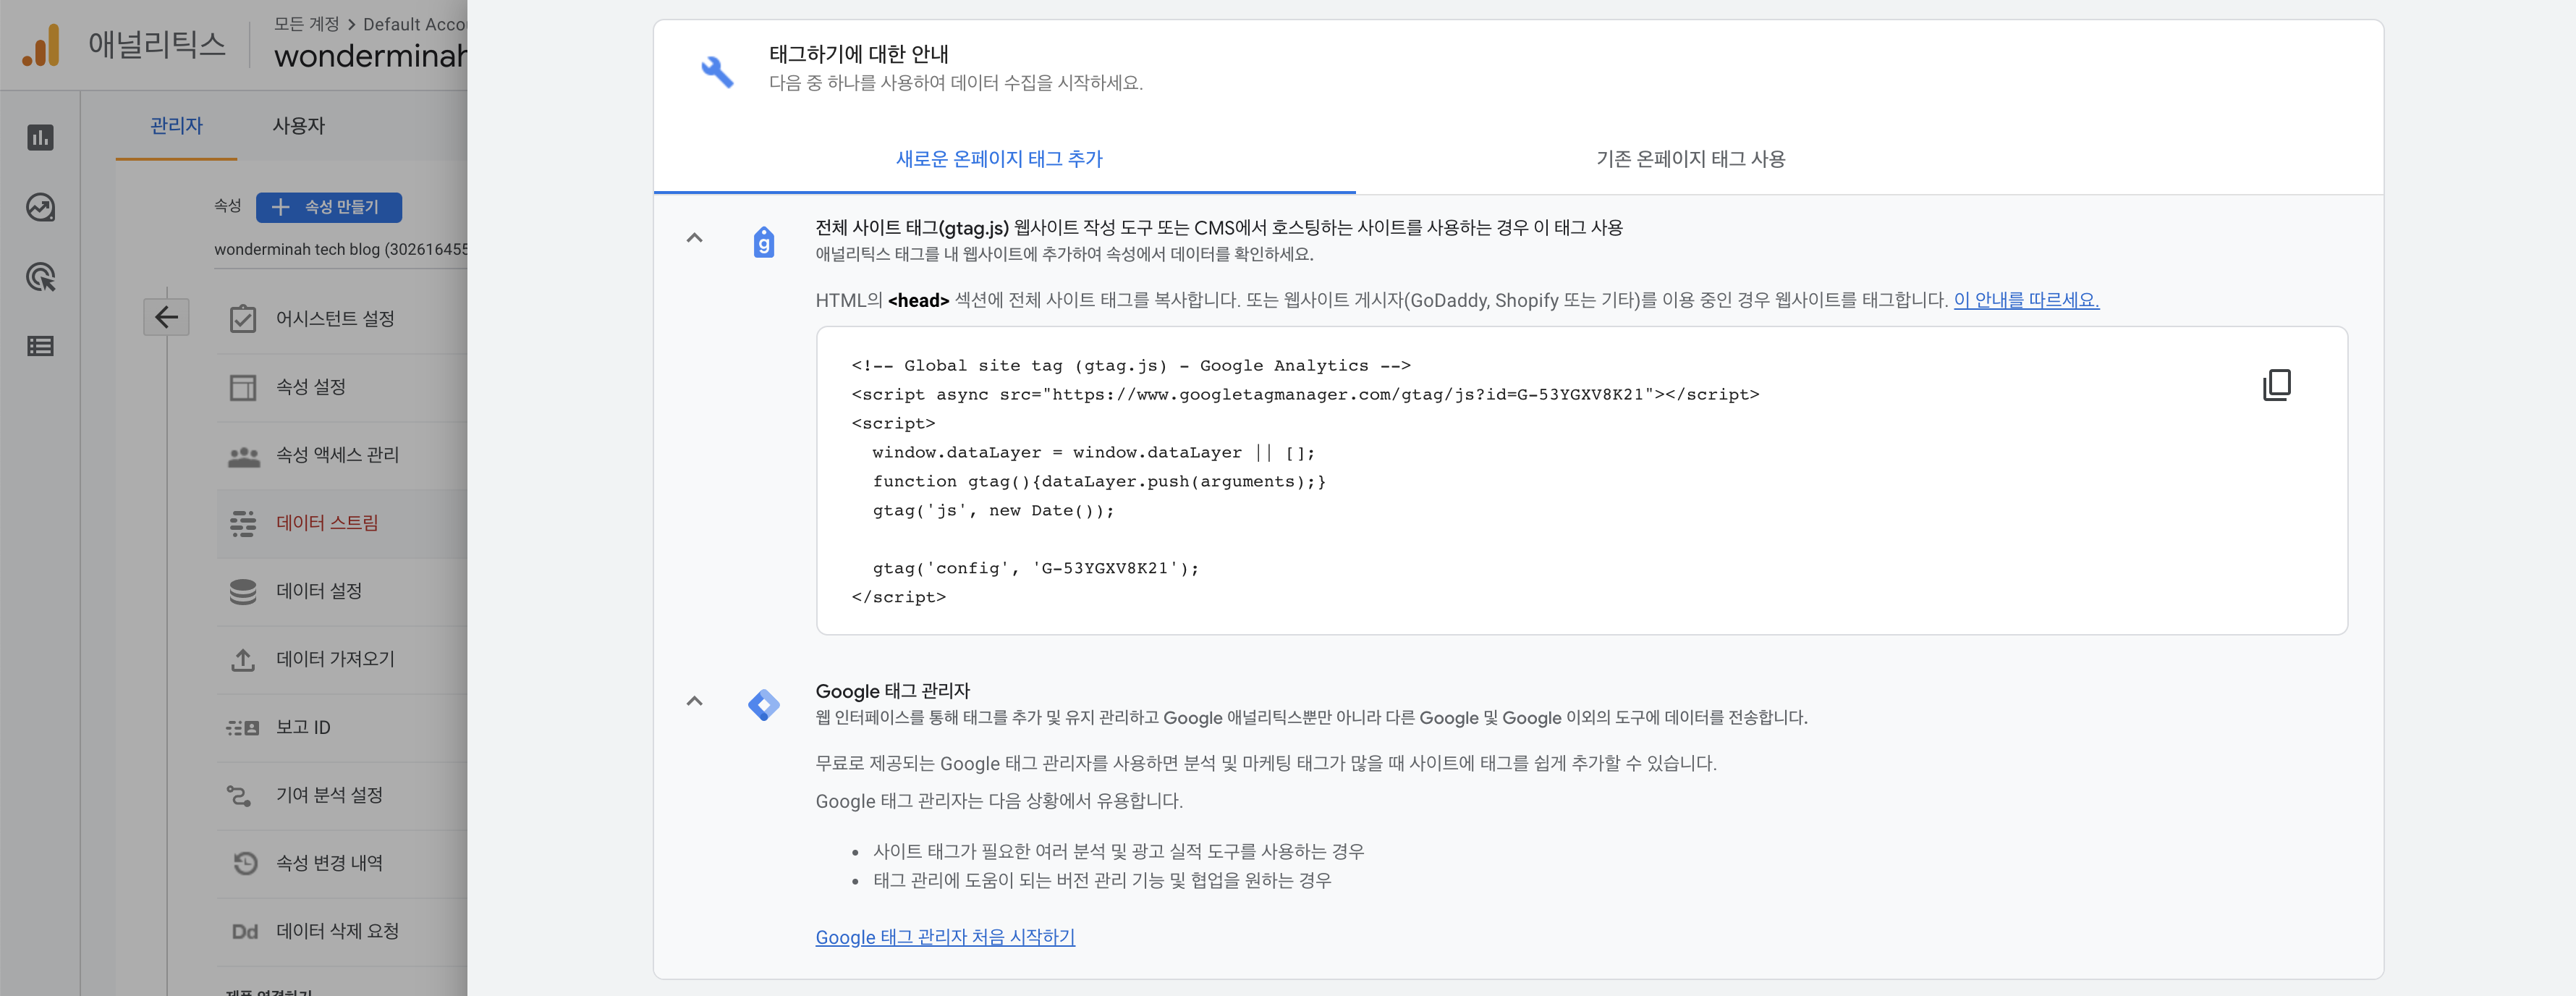 애널리틱스
모든 계정 > Default Acco
wonderminah
관리자
사용자
속성
속성 만들기
wonderminah tech blog (302616455
어시스턴트 설정
속성 설정
속성 액세스 관리
데이터 스트림
데이터 설정
데이터 가져오기
보고 ID
기여 분석 설정
속성 변경 내역
Dd 데이터 삭제 요청
태그하기에 대한 안내
다음 중 하나를 사용하여 데이터 수집을 시작하세요.
새로운 온페이지 태그 추가
기존 온페이지 태그 사용
g
전체 사이트 태그(gtag.js) 웹사이트 작성 도구 또는 CMS에서 호스팅하는 사이트를 사용하는 경우 이 태그 사용
애널리틱스 태그를 내 웹사이트에 추가하여 속성에서 데이터를 확인하세요.
HTML의 <head> 섹션에 전체 사이트 태그를 복사합니다. 또는 웹사이트 게시자(GoDaddy, Shopify 또는 기타)를 이용 중인 경우 웹사이트를 태그합니다. 이 안내를 따르세요.
<!-- Global site tag (gtag.js) - Google Analytics -->
<script async src="https://www.googletagmanager.com/gtag/js?id=G-53YGXV8K21"></script>
<script>
window.dataLayer = window.dataLayer || [];
function gtag(){dataLayer.push(arguments);}
gtag('js', new Date());
gtag('config', 'G-53YGXV8K21');
</script>
Google 태그 관리자
웹 인터페이스를 통해 태그를 추가 및 유지 관리하고 Google 애널리틱스뿐만 아니라 다른 Google 및 Google 이외의 도구에 데이터를 전송합니다.
무료로 제공되는 Google 태그 관리자를 사용하면 분석 및 마케팅 태그가 많을 때 사이트에 태그를 쉽게 추가할 수 있습니다.
Google 태그 관리자는 다음 상황에서 유용합니다.
• 사이트 태그가 필요한 여러 분석 및 광고 실적 도구를 사용하는 경우
• 태그 관리에 도움이 되는 버전 관리 기능 및 협업을 원하는 경우
Google 태그 관리자 처음 시작하기